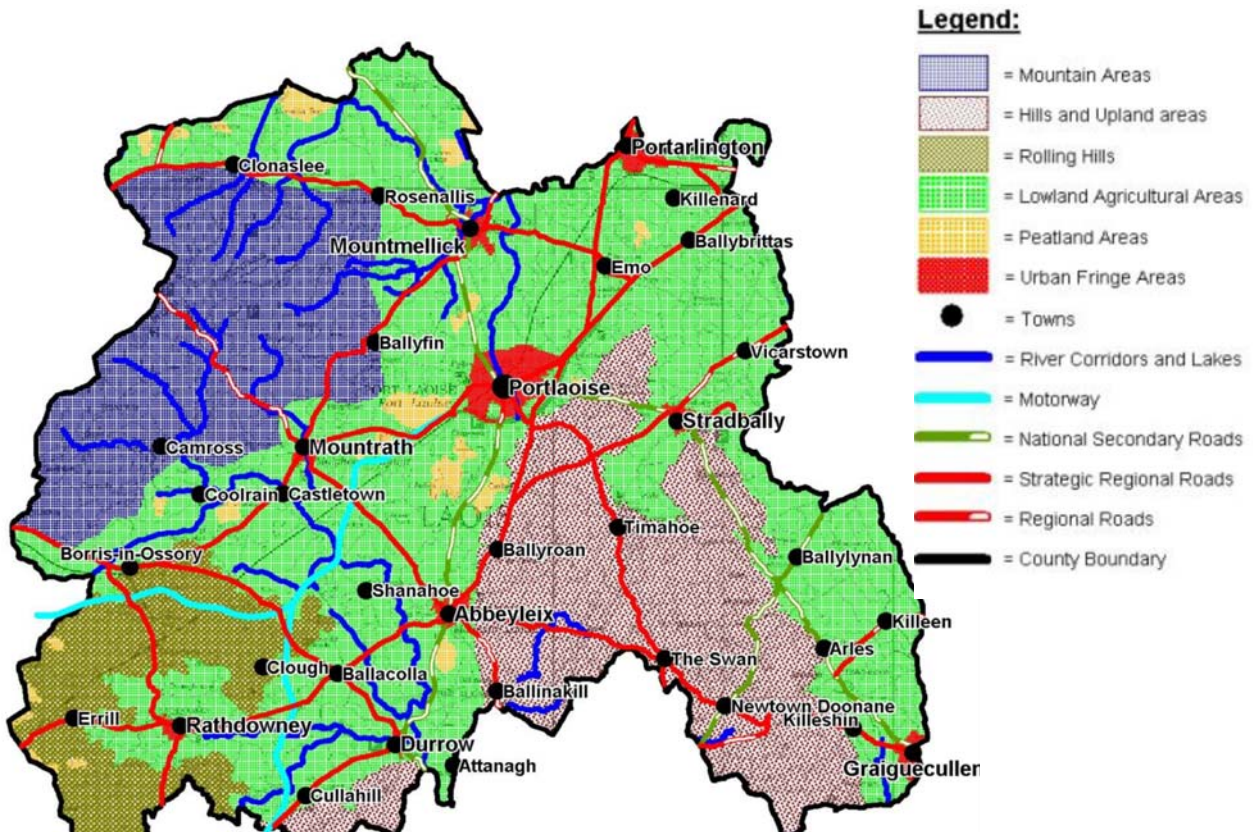 Legend:
= Mountain Areas
= Hills and Upland areas
= Rolling Hills
= Lowland Agricultural Areas
= Peatland Areas
= Urban Fringe Areas
= Towns
= River Corridors and Lakes
= Motorway
= National Secondary Roads
= Strategic Regional Roads
= Regional Roads
= County Boundary
Portarlington
Clonaslee
Rosenallis
Killenard
Mountmellick
Ballybrittas
Emo
Ballyfin
Vicarstown
PORT LAOISE
Portlaoise
Stradbally
Camross
Mountrath
Coolrain
Castletown
LAOIS
Timahoe
Borris-in-Ossory
Ballyroan
Ballylynan
Shanahoe
Abbeyleix
Killeen
Arles
Clough
Ballacolla
The Swan
Ballinakill
Newtown Doonane
Errill
Rathdowney
Killeshin
Durrow
Attanagh
Graiguecullen
Cullahill